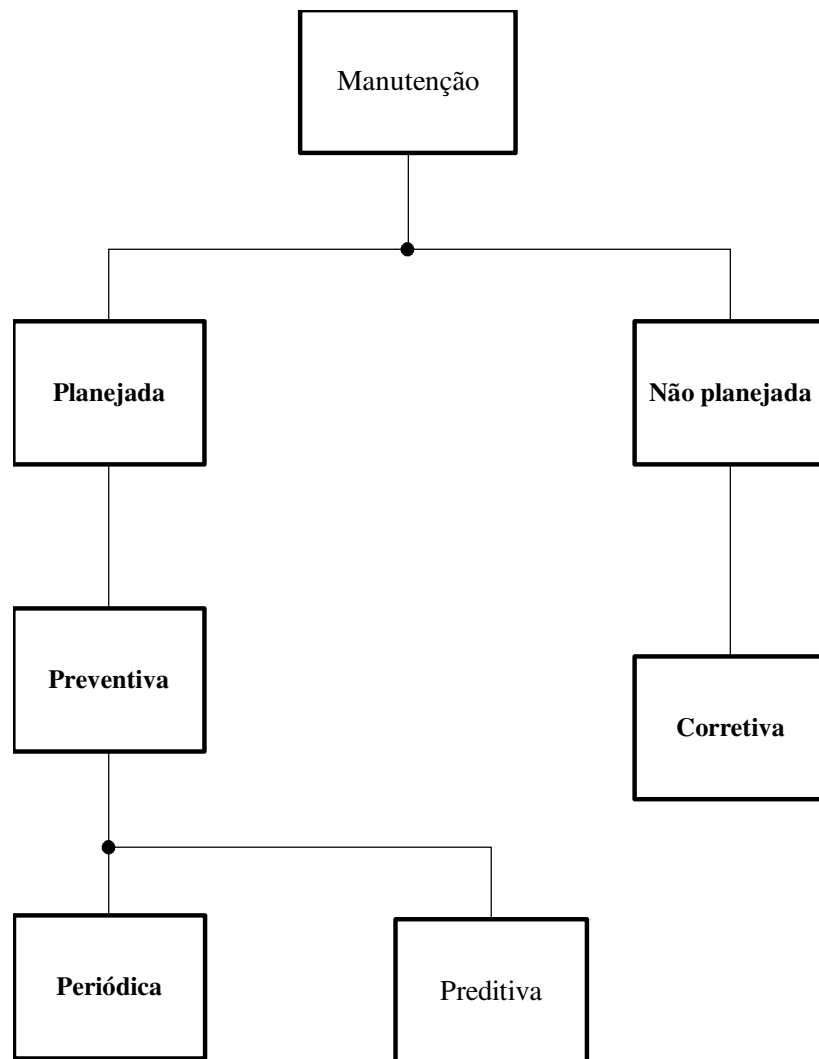 Manutenção
Planejada
Não planejada
Preventiva
Corretiva
Periódica
Preditiva